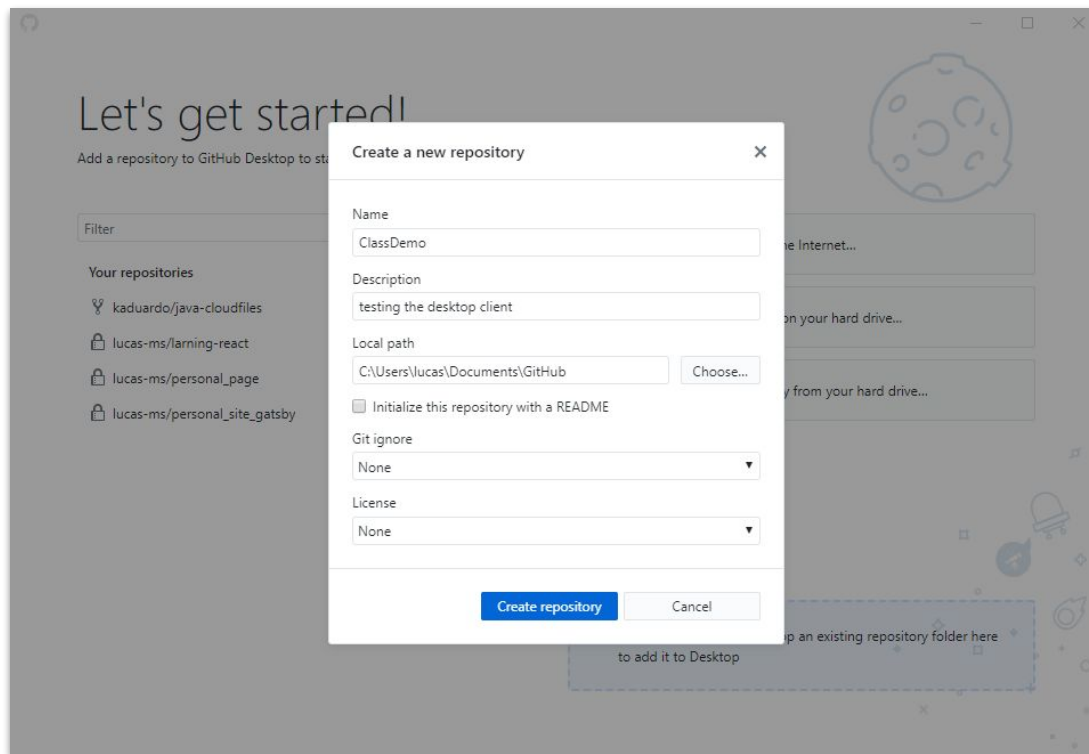 Let's get started!
Add a repository to GitHub Desktop to
Filter
Your repositories
kaduardo/java-cloudfiles
lucas-ms/larning-react
lucas-ms/personal_page
lucas-ms/personal_site_gatsby
Create a new repository
Name
ClassDemo
Description
testing the desktop client
Local path
C:\Users\lucas\Documents\GitHub
Choose...
Initialize this repository with a README
Git ignore
None
License
None
Create repository
Cancel
Internet...
on your hard drive...
from your hard drive...
an existing repository folder here
to add it to Desktop